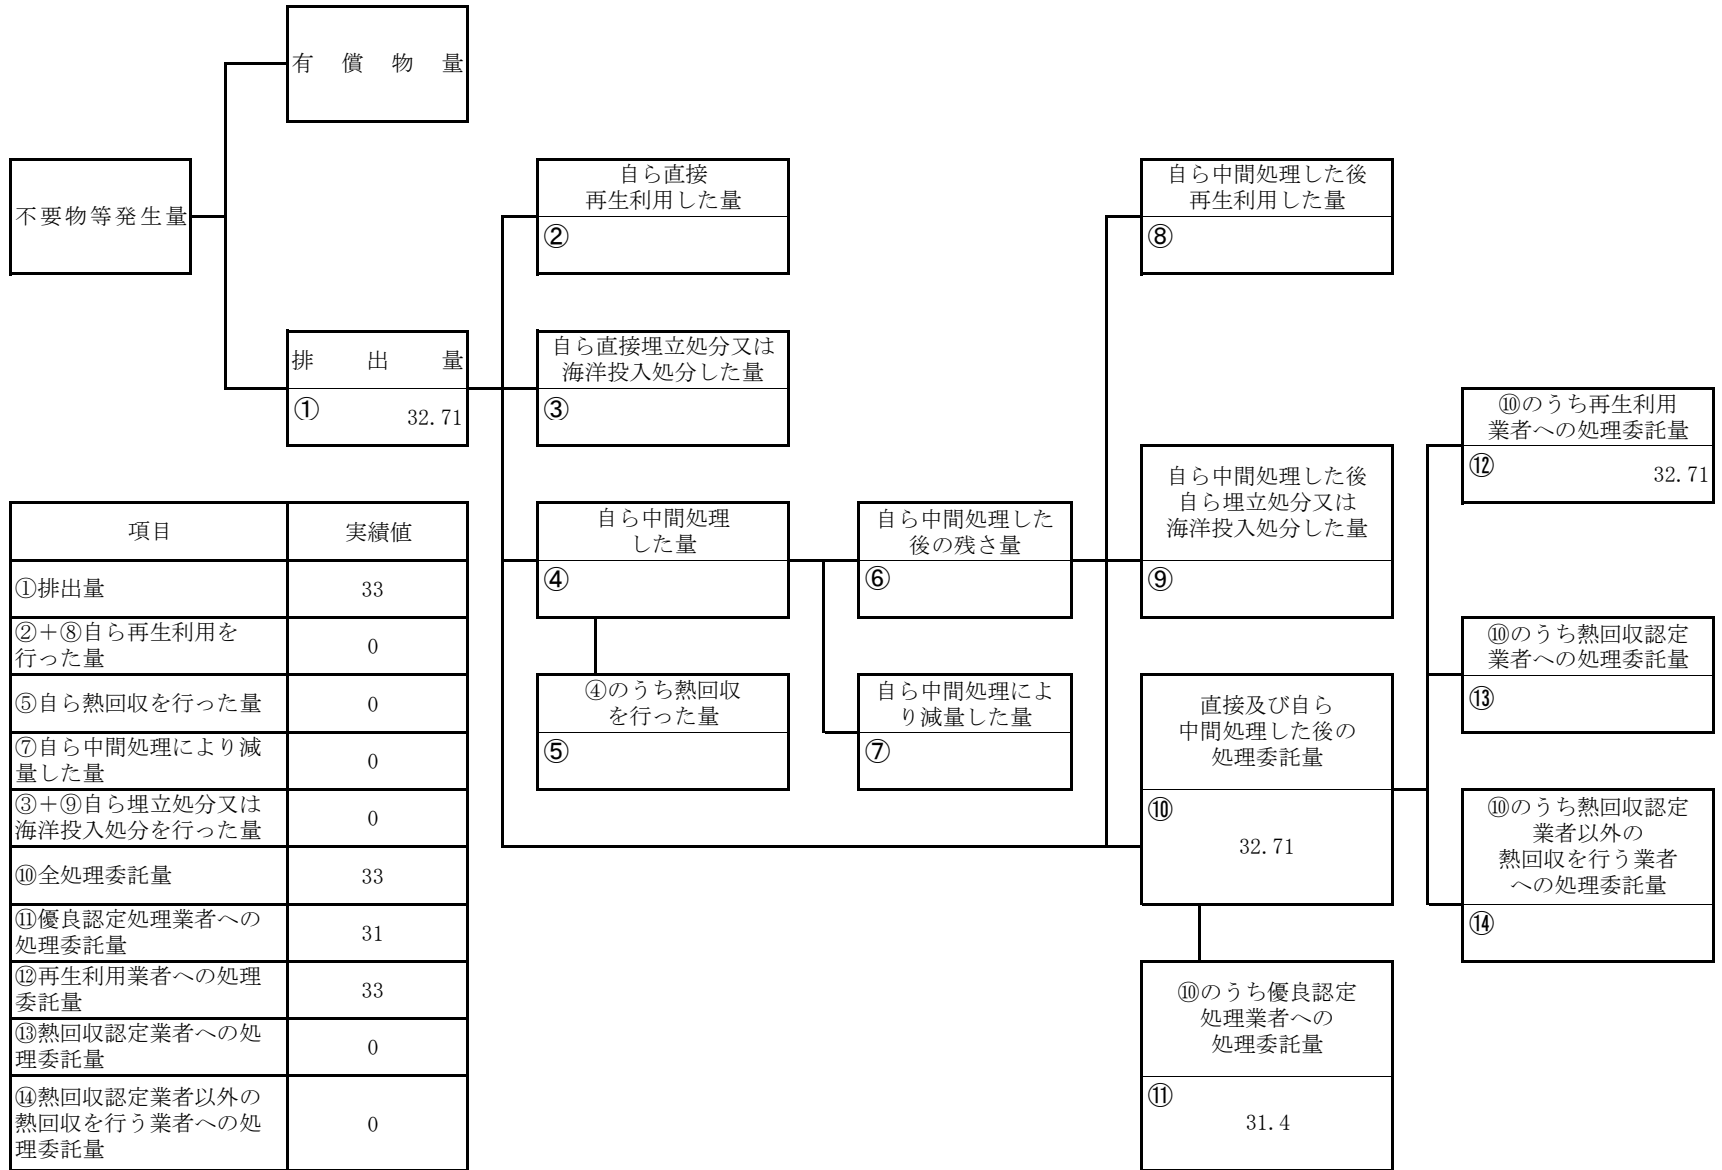 有償物量
不要物等発生量
自ら直接
再生利用した量
②
自ら中間処理した後
再生利用した量
⑧
排出量
① 32.71
自ら直接埋立処分又は
海洋投入処分した量
③
⑩のうち再生利用
業者への処理委託量
⑫ 32.71
自ら中間処理
した量
④
自ら中間処理した
後の残さ量
⑥
自ら中間処理した後
自ら埋立処分又は
海洋投入処分した量
⑨
⑩のうち熱回収認定
業者への処理委託量
⑬
④のうち熱回収
を行った量
⑤
自ら中間処理によ
り減量した量
⑦
直接及び自ら
中間処理した後の
処理委託量
⑩
32.71
⑩のうち熱回収認定
業者以外の
熱回収を行う業者
への処理委託量
⑭
⑩のうち優良認定
処理業者への
処理委託量
⑪
31.4
項目 実績値
①排出量 33
②+⑧自ら再生利用を
行った量 0
⑤自ら熱回収を行った量 0
⑦自ら中間処理により減
量した量 0
③+⑨自ら埋立処分又は
海洋投入処分を行った量 0
⑩全処理委託量 33
⑪優良認定処理業者への
処理委託量 31
⑫再生利用業者への処理
委託量 33
⑬熱回収認定業者への処
理委託量 0
⑭熱回収認定業者以外の
熱回収を行う業者への処
理委託量 0